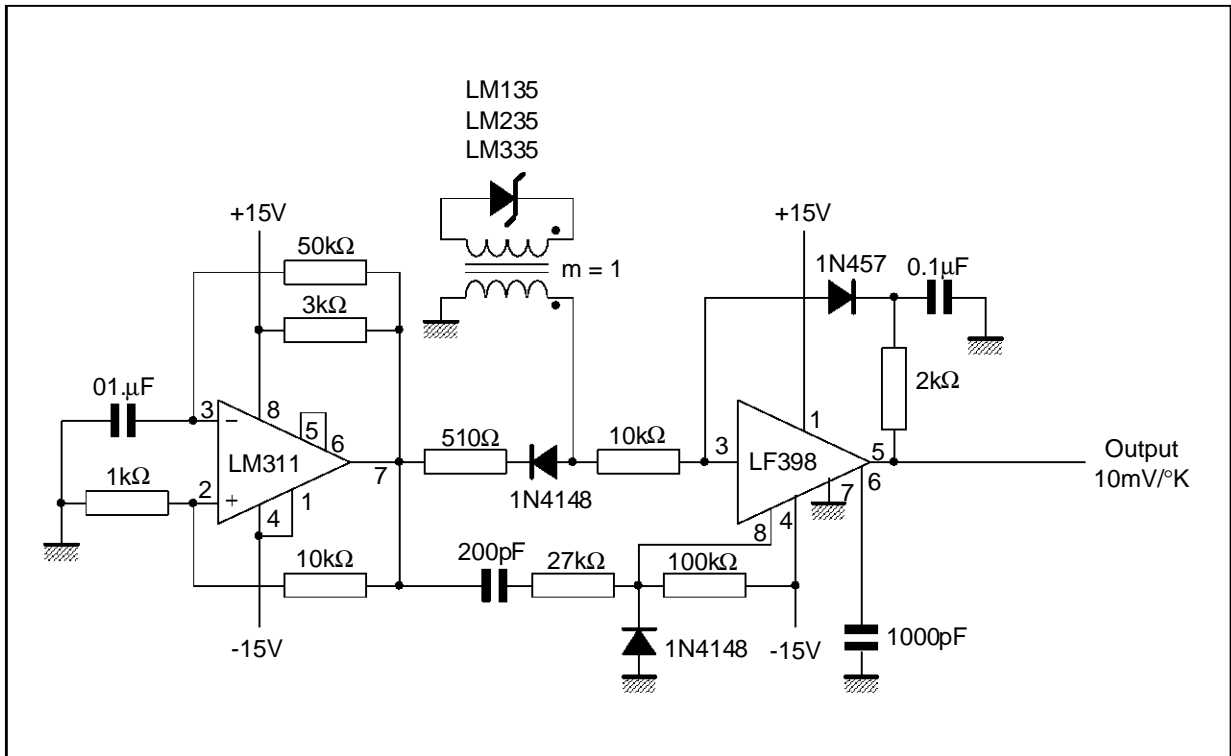 LM135
LM235
LM335
+15V
+15V
50kΩ
m = 1
1N457
0.1µF
3kΩ
2kΩ
01.µF
3
−
8
5
6
LM311
7
510Ω
1N4148
10kΩ
3
1
LF398
5
6
7
Output
10mV/°K
1kΩ
2
+
4
1
8
4
10kΩ
200pF
27kΩ
100kΩ
-15V
1N4148
-15V
1000pF